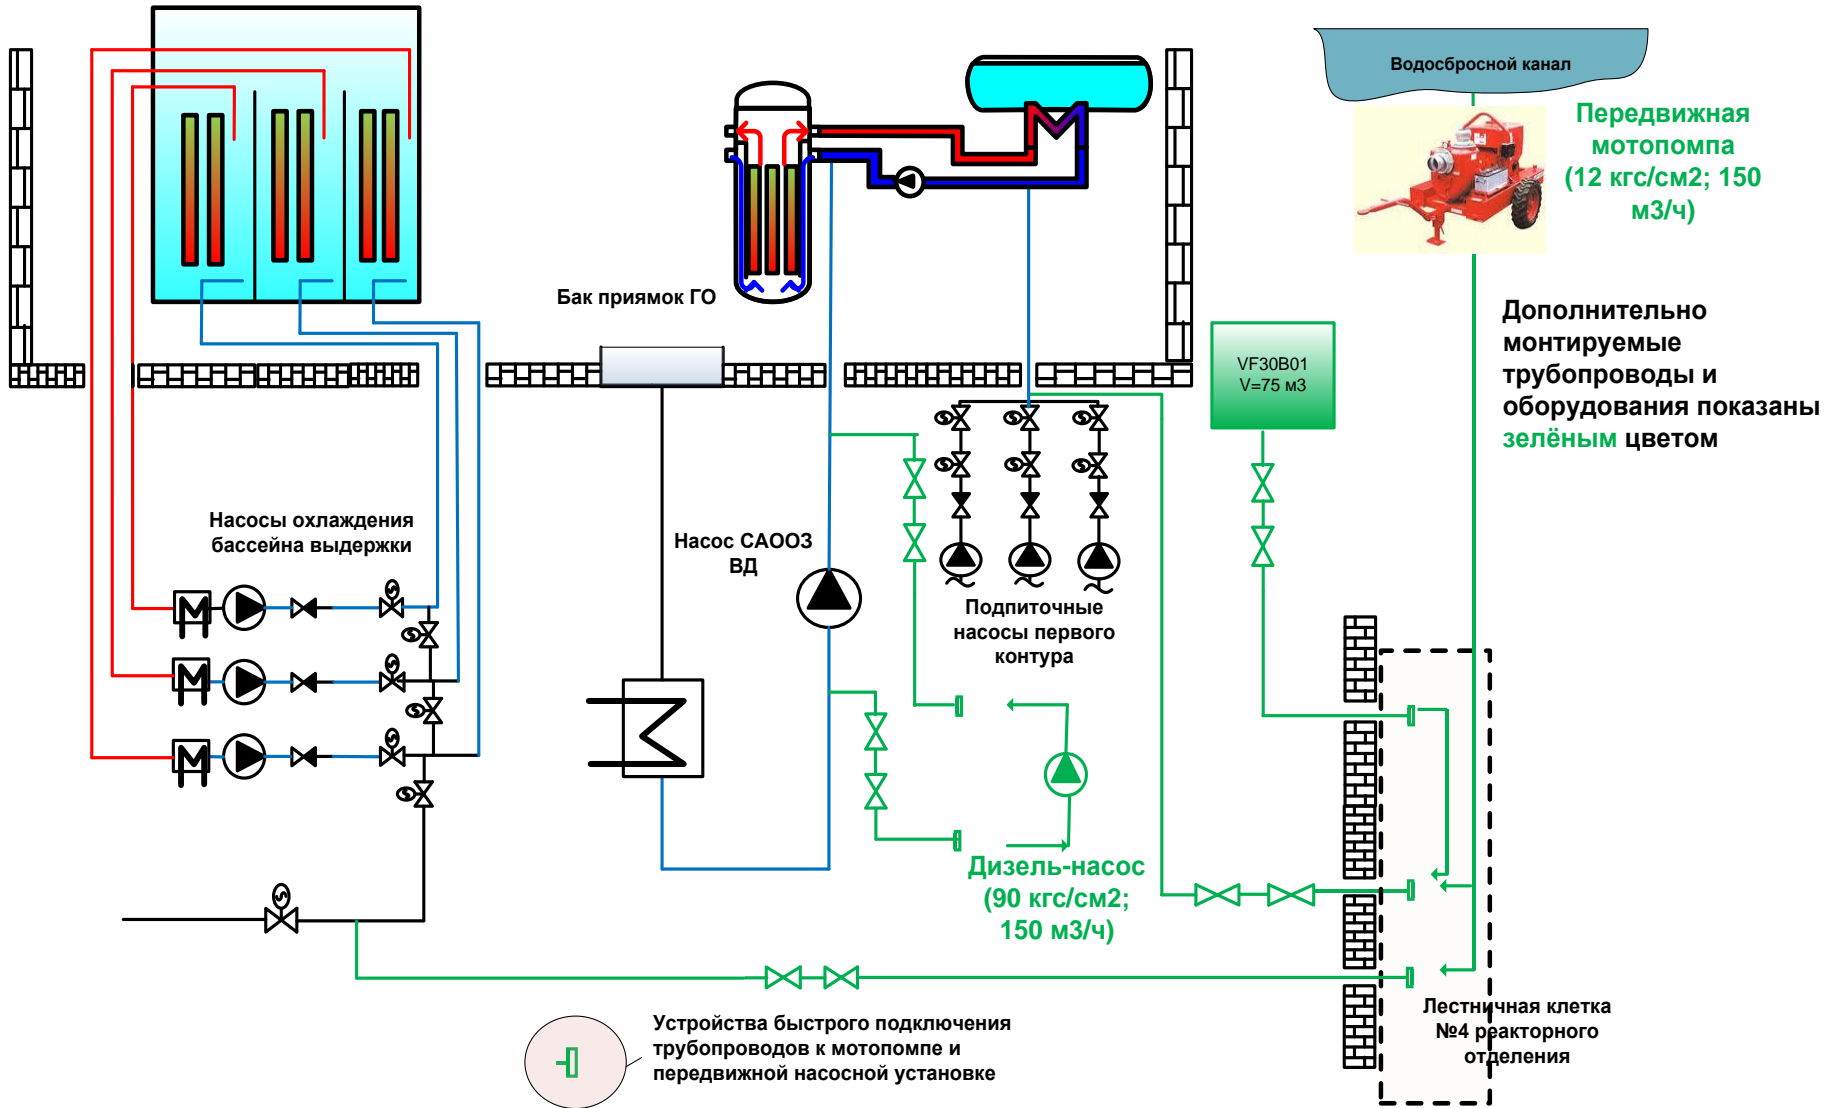 Водосбросной канал
Передвижная
мотопомпа
(12 кгс/см2; 150
м3/ч)
Бак приямок ГО
Дополнительно
монтируемые
трубопроводы и
оборудования показаны
зелёным цветом
VF30B01
V=75 м3
Насосы охлаждения
бассейна выдержки
Насос САООЗ
ВД
Подпиточные
насосы первого
контура
Дизель-насос
(90 кгс/см2;
150 м3/ч)
Лестничная клетка
№4 реакторного
отделения
Устройства быстрого подключения
трубопроводов к мотопомпе и
передвижной насосной установке